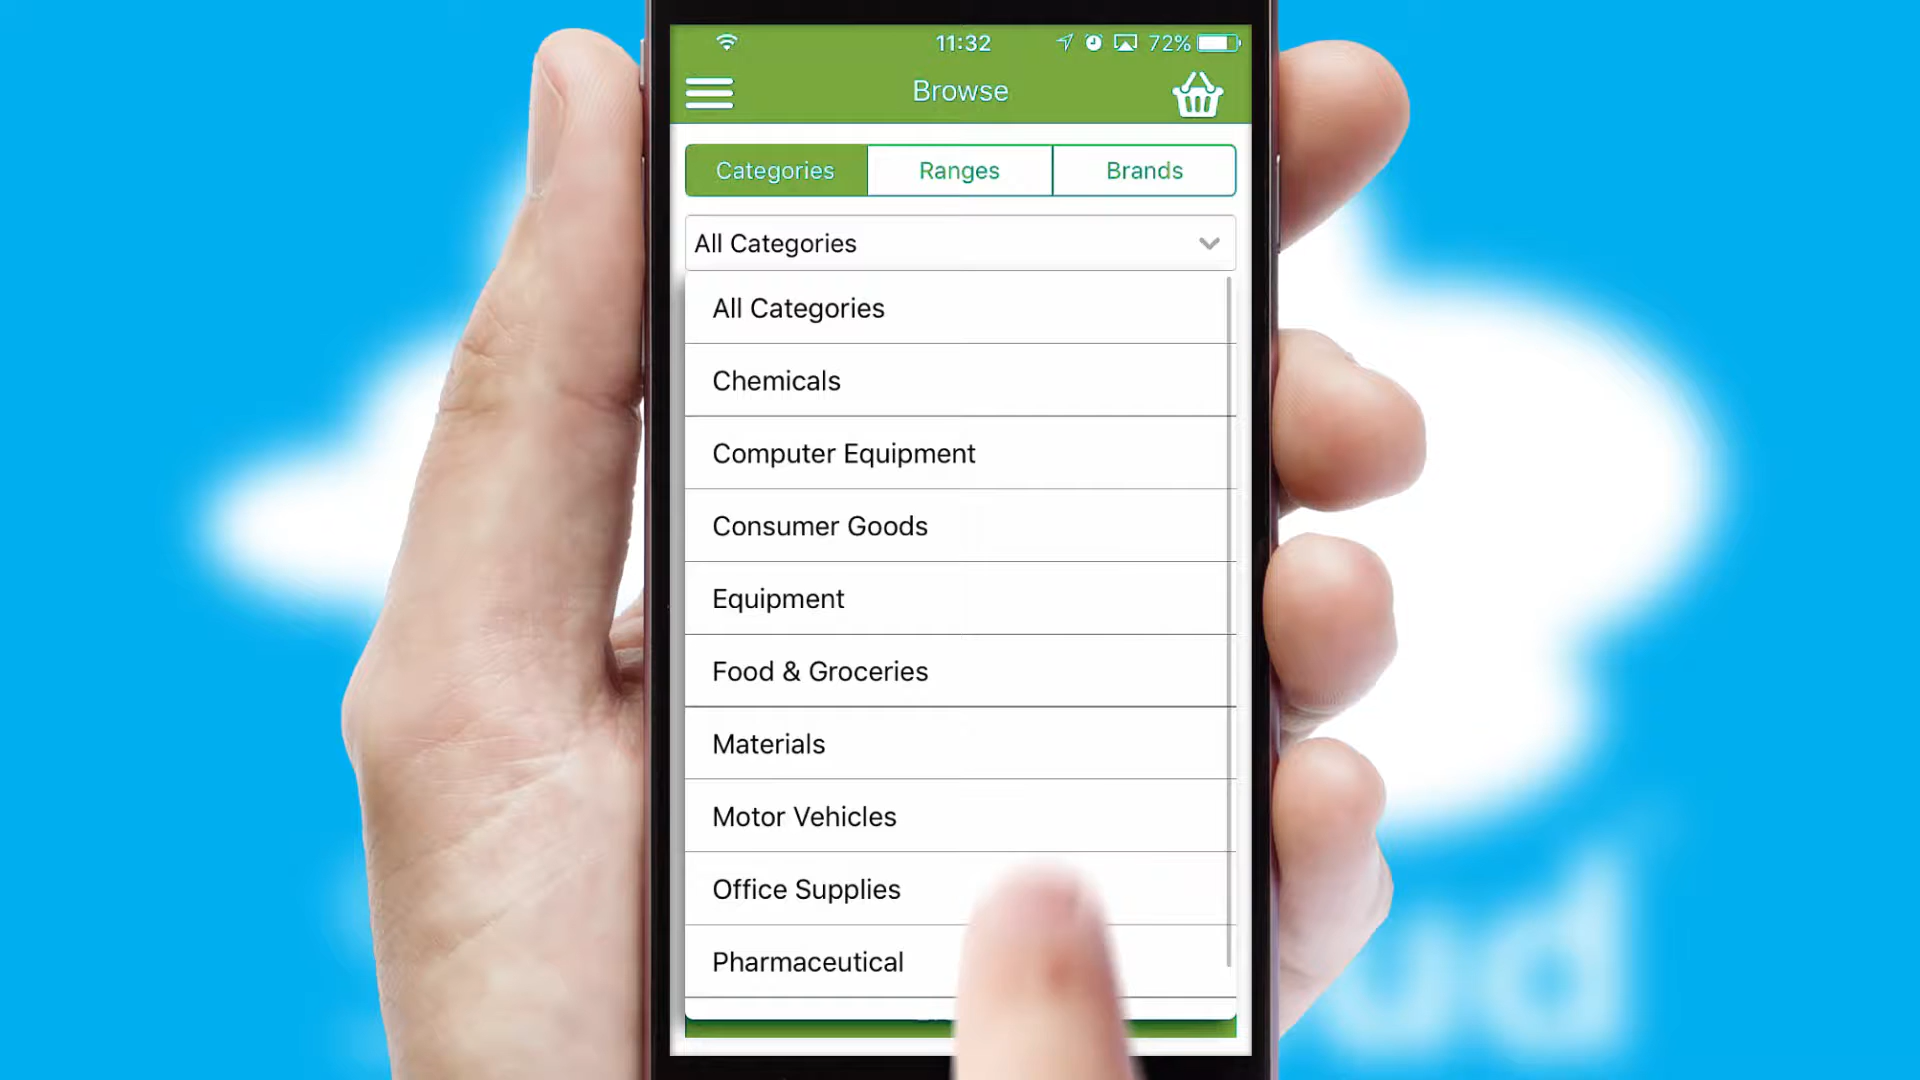 11:32
72%
Browse
Categories
Ranges
Brands
All Categories
All Categories
Chemicals
Computer Equipment
Consumer Goods
Equipment
Food & Groceries
Materials
Motor Vehicles
Office Supplies
Pharmaceutical